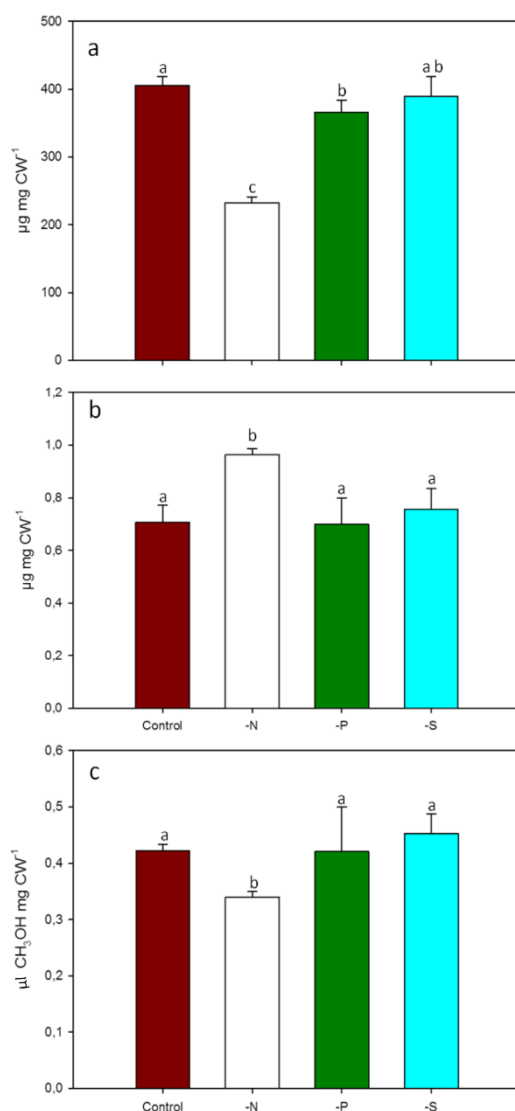 a
500
400
300
200
100
0
µg mg CW⁻¹
a
c
b
a b
b
1,2
1,0
0,8
0,6
0,4
0,2
0,0
µg mg CW⁻¹
a
b
a
a
Control -N -P -S
c
0,6
0,5
0,4
0,3
0,2
0,1
0,0
µl CH₃OH mg CW⁻¹
a
b
a
a
Control -N -P -S